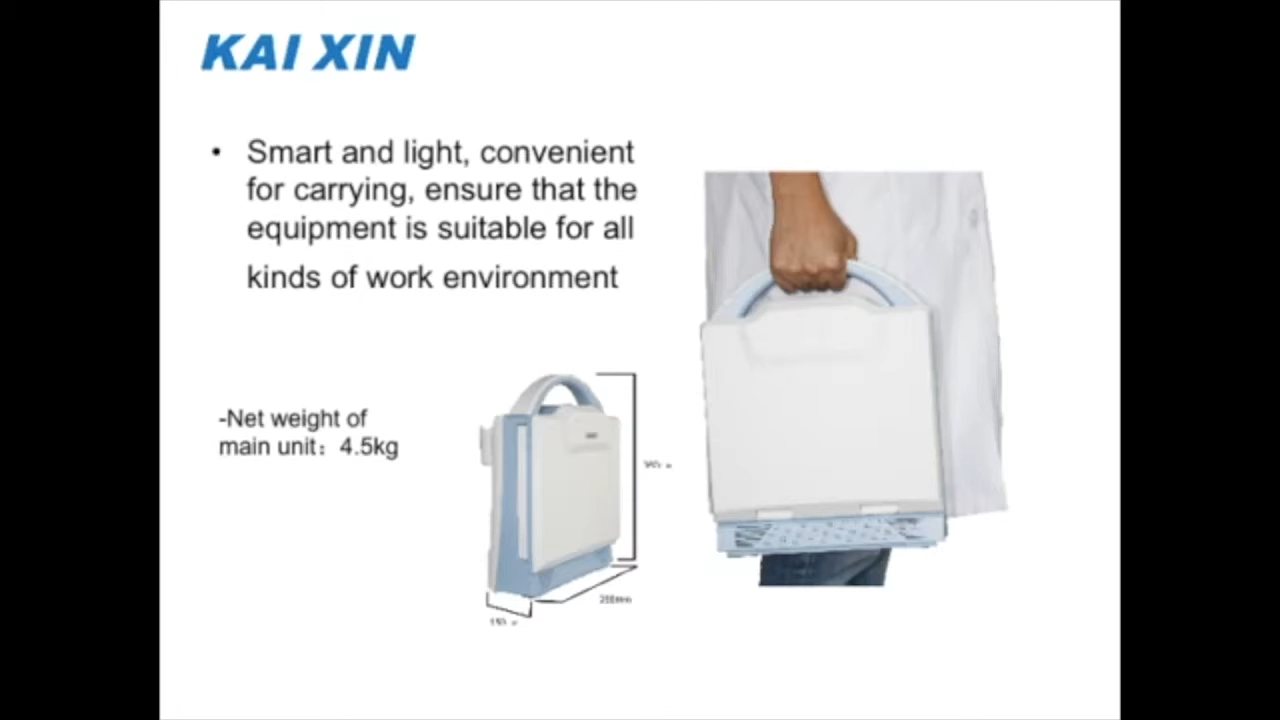 KAI XIN
• Smart and light, convenient
for carrying, ensure that the
equipment is suitable for all
kinds of work environment
-Net weight of
main unit：4.5kg